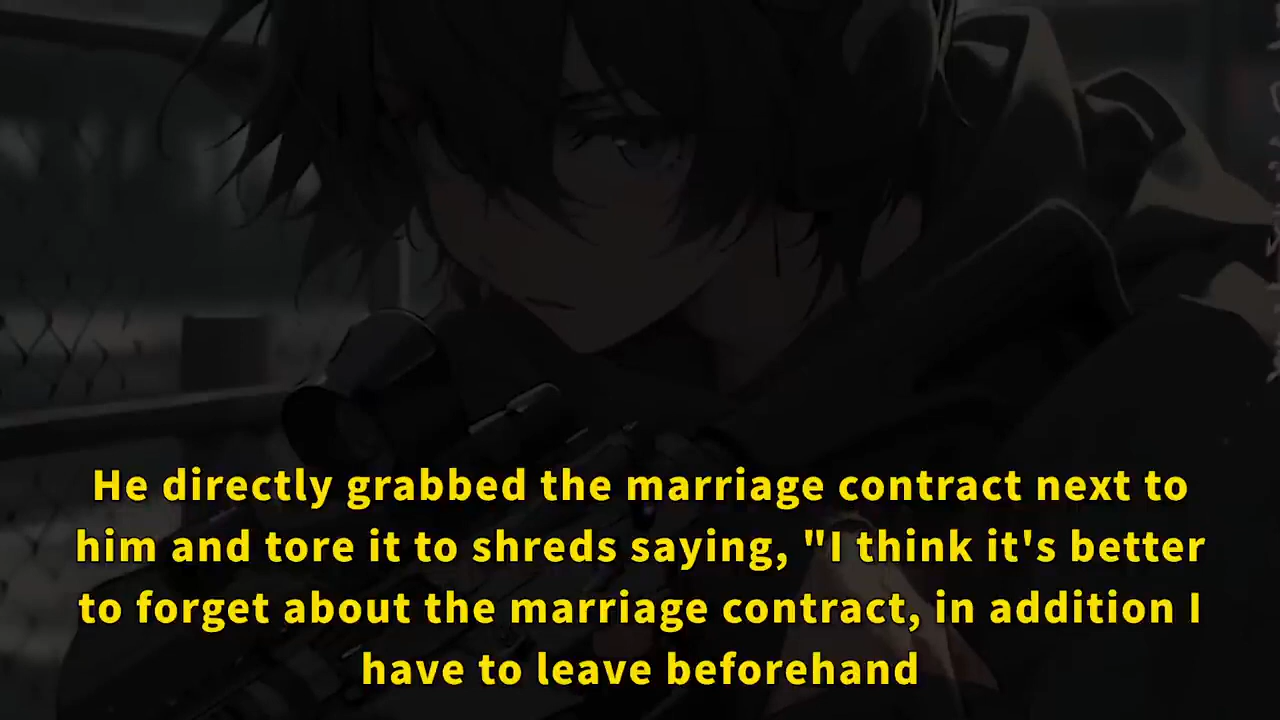 He directly grabbed the marriage contract next to
him and tore it to shreds saying, "I think it's better
to forget about the marriage contract, in addition I
have to leave beforehand